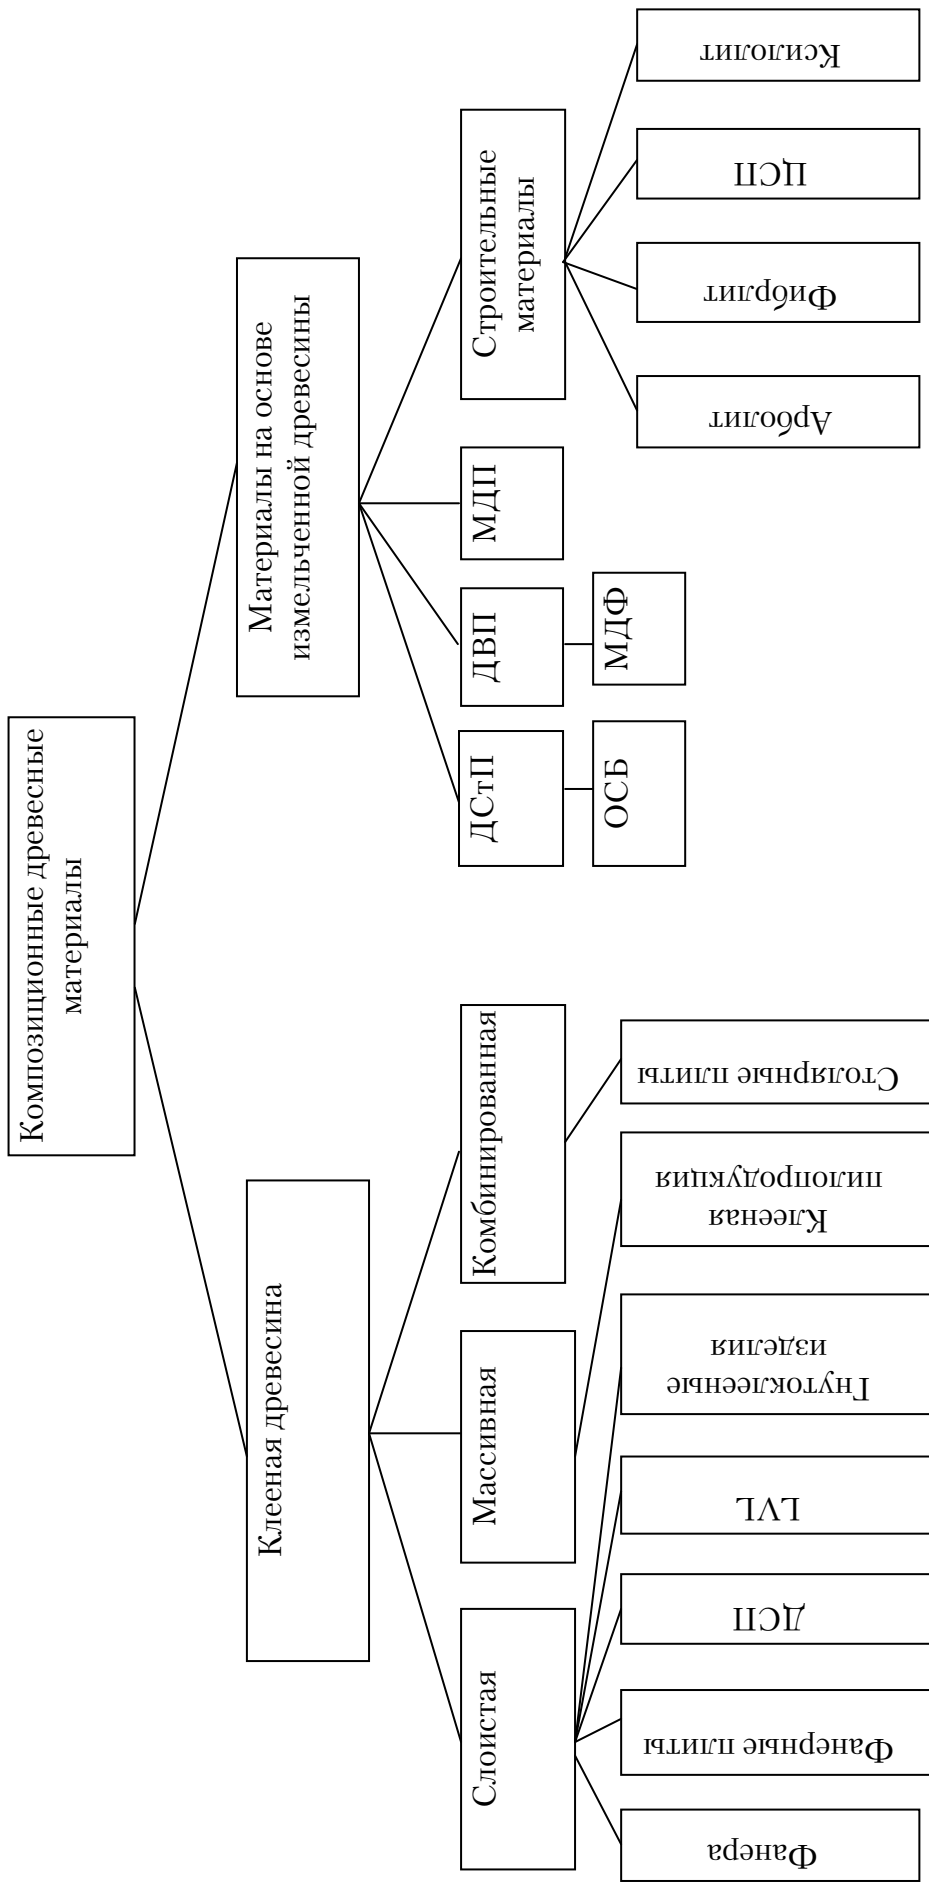 Композиционные древесные
материалы
Клееная древесина
Материалы на основе
измельченной древесины
Слоистая
Массивная
Комбинированная
ДСтП
ДВП
МДП
Строительные
материалы
ОСБ
МДФ
Фанера
Фанерные плиты
ДСП
LVL
Гнутоклееные
изделия
Клееная
пилопродукция
Столярные плиты
Арболит
Фибрлит
ЦСП
Ксилолит